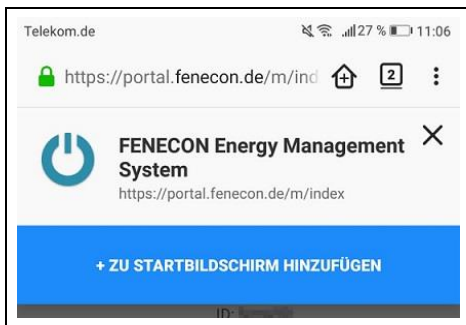 Telekom.de 27 % 11:06
https://portal.fenecon.de/m/ind 2
FENECON Energy Management
System
https://portal.fenecon.de/m/index
+ ZU STARTBILDSCHIRM HINZUFÜGEN
ID: